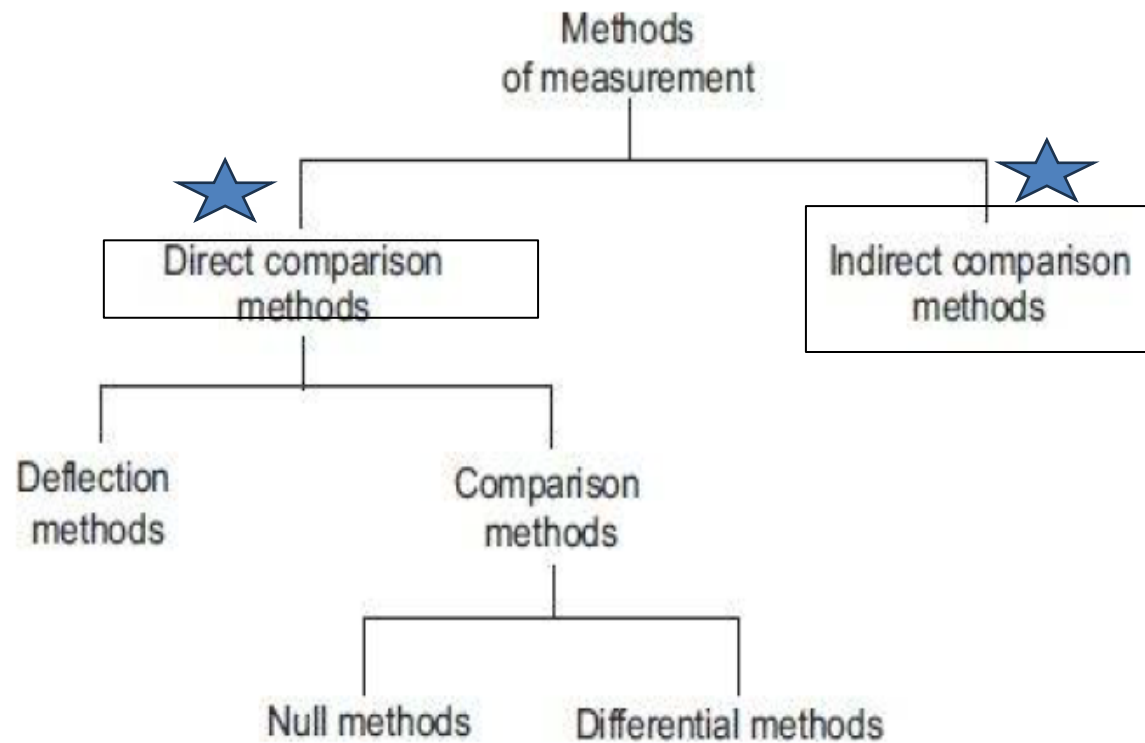 Methods
of measurement
Direct comparison
methods
Indirect comparison
methods
Deflection
methods
Comparison
methods
Null methods
Differential methods